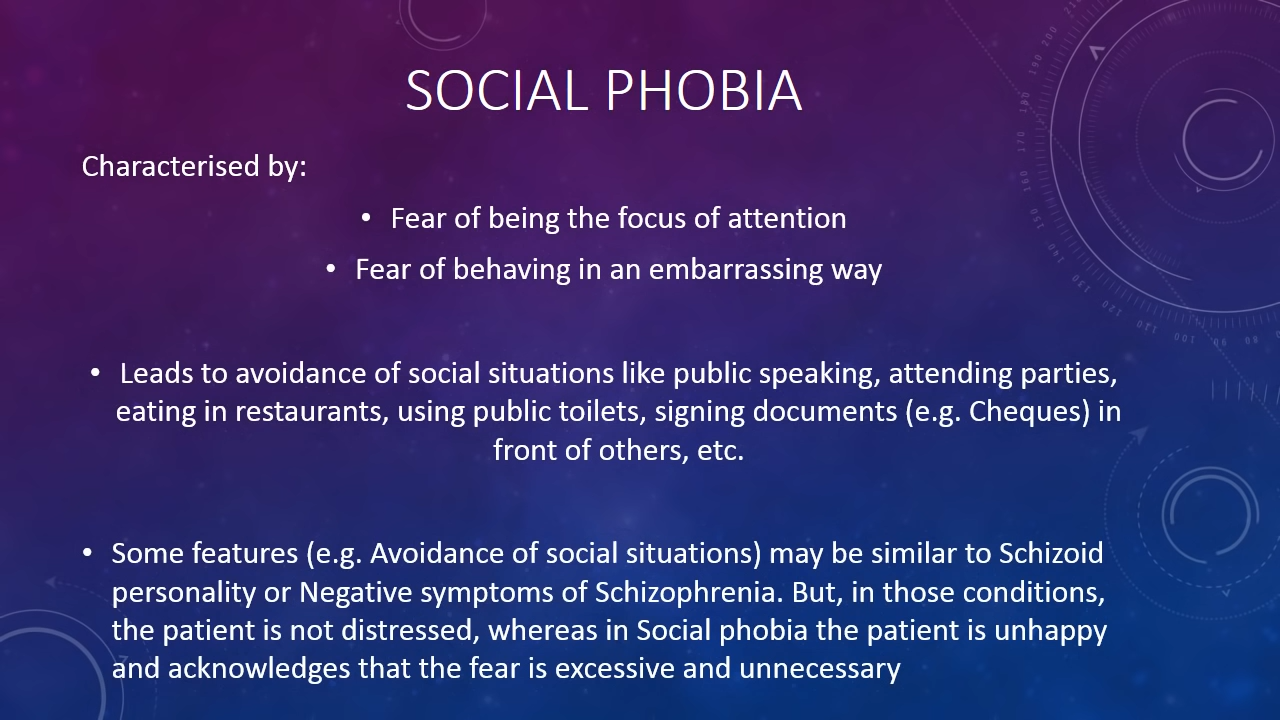 SOCIAL PHOBIA
Characterised by:
• Fear of being the focus of attention
• Fear of behaving in an embarrassing way
• Leads to avoidance of social situations like public speaking, attending parties,
eating in restaurants, using public toilets, signing documents (e.g. Cheques) in
front of others, etc.
• Some features (e.g. Avoidance of social situations) may be similar to Schizoid
personality or Negative symptoms of Schizophrenia. But, in those conditions,
the patient is not distressed, whereas in Social phobia the patient is unhappy
and acknowledges that the fear is excessive and unnecessary